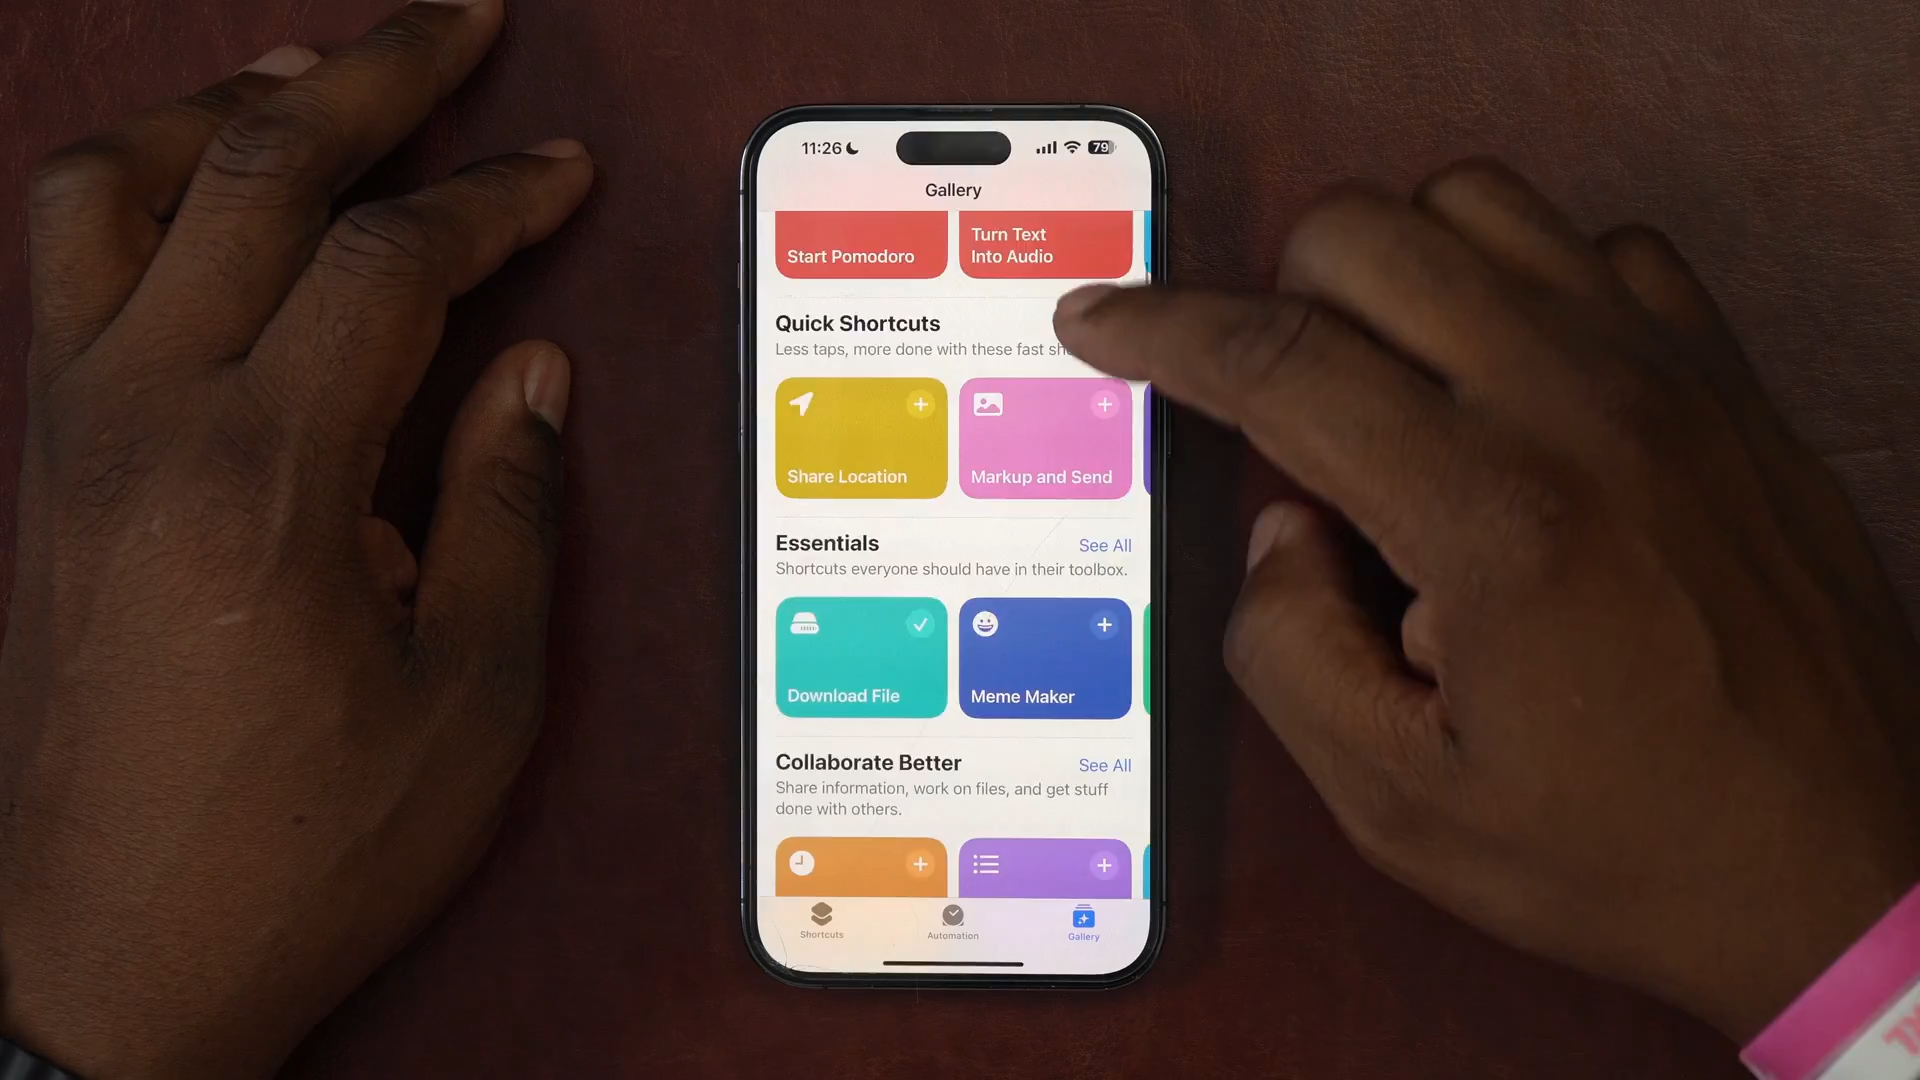 11:26
79
Gallery
Start Pomodoro
Turn Text
Into Audio
Quick Shortcuts
Less taps, more done with these fast
Share Location
Markup and Send
Essentials
See All
Shortcuts everyone should have in their toolbox.
Download File
Meme Maker
Collaborate Better
See All
Share information, work on files, and get stuff
done with others.
Shortcuts
Automation
Gallery